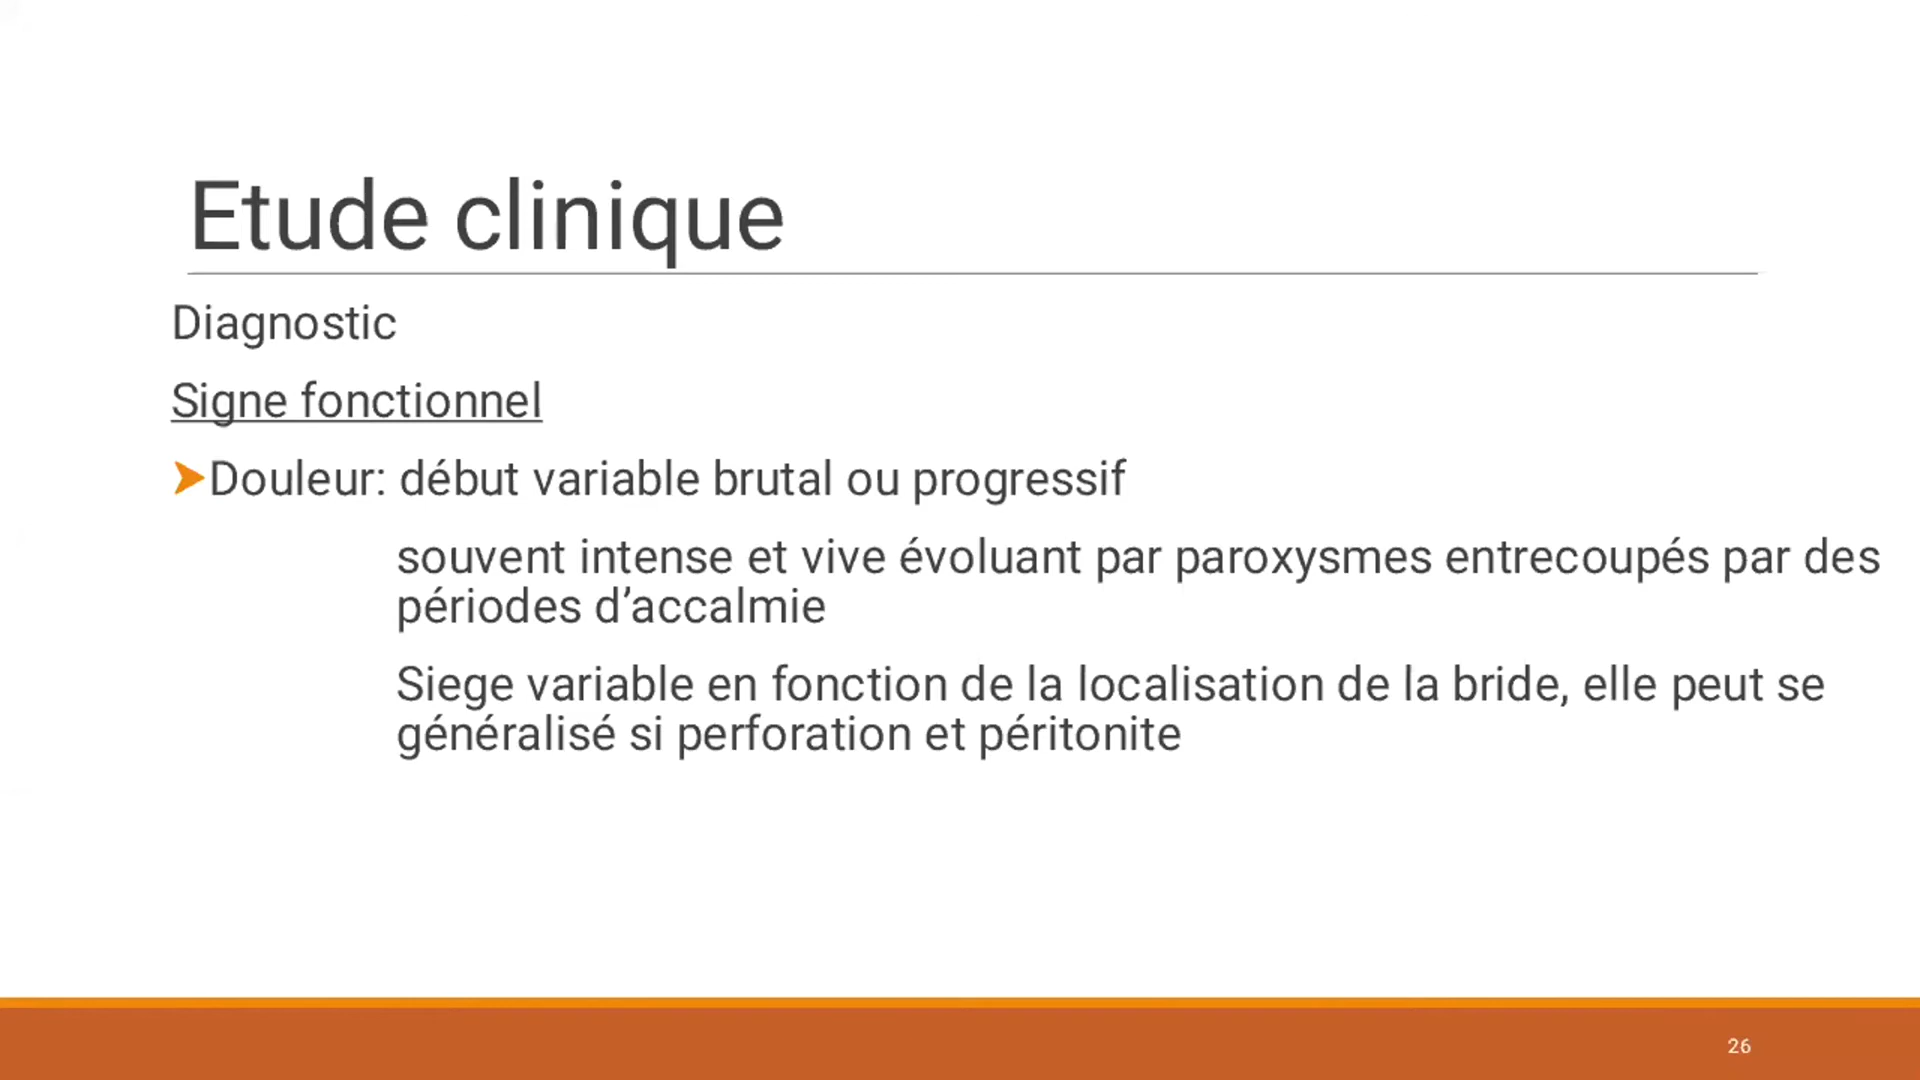 Etude clinique
Diagnostic
Signe fonctionnel
➤Douleur: début variable brutal ou progressif
souvent intense et vive évoluant par paroxysmes entrecoupés par des
périodes d’accalmie
Siege variable en fonction de la localisation de la bride, elle peut se
généralisé si perforation et péritonite
26